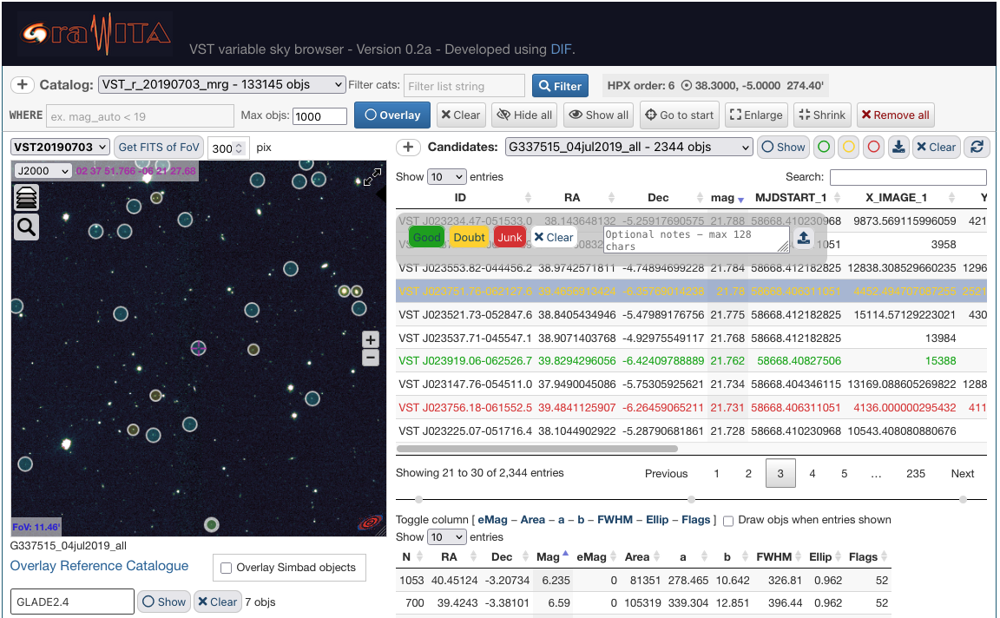 GraWITA
VST variable sky browser - Version 0.2a - Developed using DIF.
+ Catalog: VST_r_20190703_mrg - 133145 objs Filter cats: Filter list string Filter HPX order: 6 38.3000, -5.0000 274.40'
WHERE ex. mag_auto < 19 Max objs: 1000 Overlay Clear Hide all Show all Go to start Enlarge Shrink Remove all
VST20190703 Get FITS of FoV 300 pix
J2000 02 37 51.766 -06 21 27.68
+
−
FoV: 11.46'
G337515_04jul2019_all
Overlay Reference Catalogue Overlay Simbad objects
GLADE2.4 Show Clear 7 objs
+ Candidates: G337515_04jul2019_all - 2344 objs Show Clear
Show 10 entries Search:
ID RA Dec mag MJDSTART_1 X_IMAGE_1 Y
VST J023234.47-051533.0 38.143648132 -5.25917690575 21.788 58668.410230968 9873.569115996059 421
Good Doubt Junk Clear Optional notes – max 128 chars
1051 3958
VST J023553.82-044456.2 38.9742571811 -4.74894699228 21.784 58668.412182825 12838.308529660235 1296
VST J023751.76-062127.6 39.4656913424 -6.35769014238 21.78 58668.406311051 4452.494707087255 2521
VST J023521.73-052847.6 38.8405434946 -5.47989176756 21.775 58668.412182825 15114.57129223021 430
VST J023537.71-045547.1 38.9071403768 -4.92975549117 21.768 58668.412182825 13984
VST J023919.06-062526.7 39.8294296056 -6.42409788889 21.762 58668.40827506 15388
VST J023147.76-054511.0 37.9490045086 -5.75305925621 21.734 58668.404346115 13169.088605269822 1288
VST J023756.18-061552.5 39.4841125907 -6.26459065211 21.731 58668.406311051 4136.000000295432 411
VST J023225.07-051716.4 38.1044902922 -5.28790681861 21.728 58668.410230968 10543.408080880676
Showing 21 to 30 of 2,344 entries Previous 1 2 3 4 5 … 235 Next
Toggle column [ eMag – Area – a – b – FWHM – Ellip – Flags ] Draw objs when entries shown
Show 10 entries
N RA Dec Mag eMag Area a b FWHM Ellip Flags
1053 40.45124 -3.20734 6.235 0 81351 278.465 10.642 326.81 0.962 52
700 39.4243 -3.38101 6.59 0 105319 339.304 12.851 396.44 0.962 52